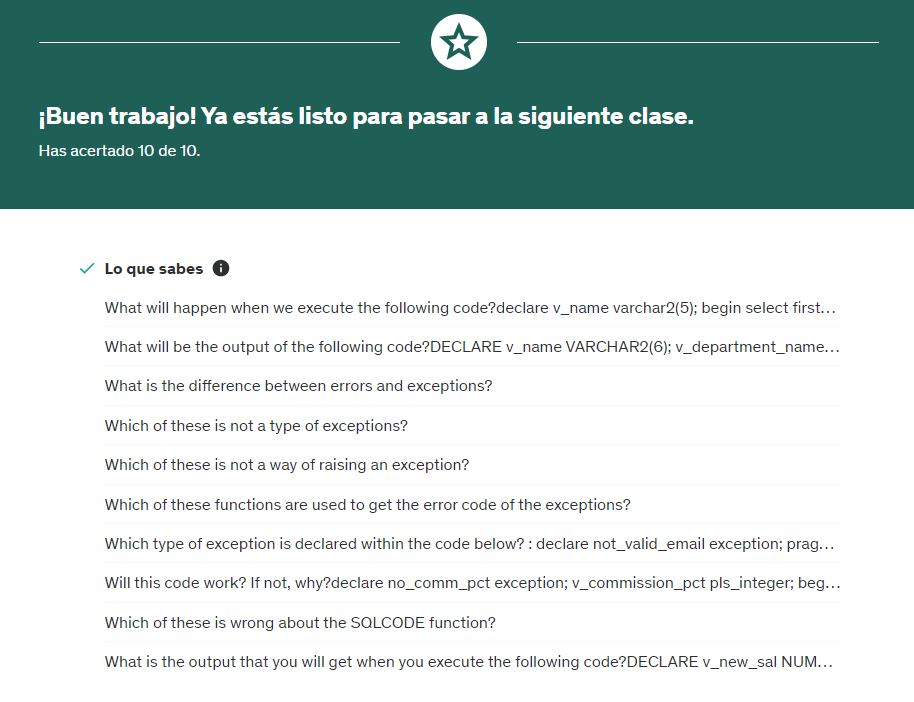 ¡Buen trabajo! Ya estás listo para pasar a la siguiente clase.
Has acertado 10 de 10.
Lo que sabes
What will happen when we execute the following code?declare v_name varchar2(5); begin select first...
What will be the output of the following code?DECLARE v_name VARCHAR2(6); v_department_name...
What is the difference between errors and exceptions?
Which of these is not a type of exceptions?
Which of these is not a way of raising an exception?
Which of these functions are used to get the error code of the exceptions?
Which type of exception is declared within the code below? : declare not_valid_email exception; prag...
Will this code work? If not, why?declare no_comm_pct exception; v_commission_pct pls_integer; beg...
Which of these is wrong about the SQLCODE function?
What is the output that you will get when you execute the following code?DECLARE v_new_sal NUM...